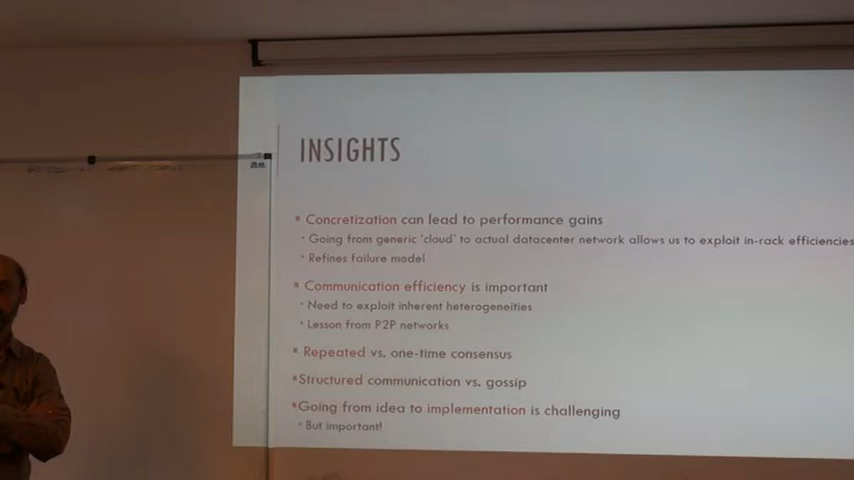 INSIGHTS
▪ Concretization can lead to performance gains
▪ Going from generic 'cloud' to actual datacenter network allows us to exploit in-rack efficiencies
▪ Refines failure model
▪ Communication efficiency is important
▪ Need to exploit inherent heterogeneities
▪ Lesson from P2P networks
▪ Repeated vs. one-time consensus
▪Structured communication vs. gossip
▪Going from idea to implementation is challenging
▪ But important!